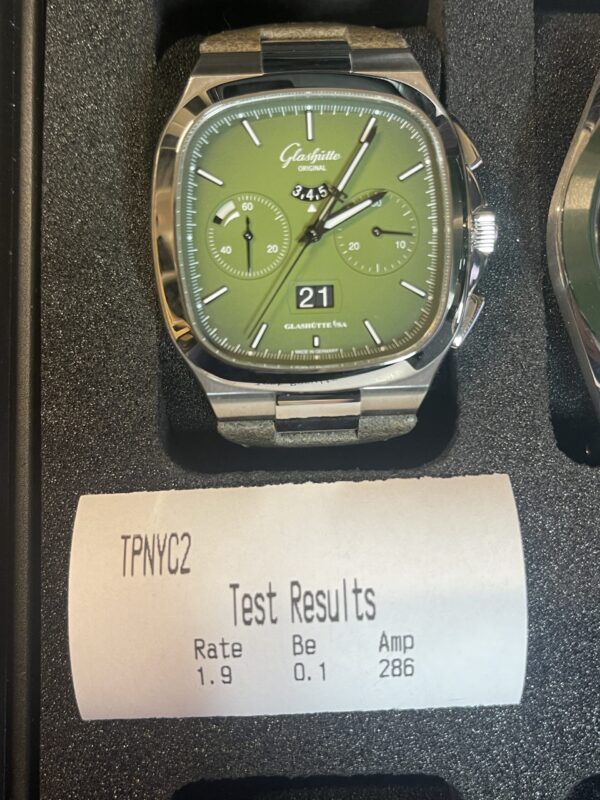 Glashütte
ORIGINAL
3 4 5
60
40 20
20 10
21
GLASHÜTTE I/SA
MADE IN GERMANY
TPNYC2
Test Results
Rate Be Amp
1.9 0.1 286